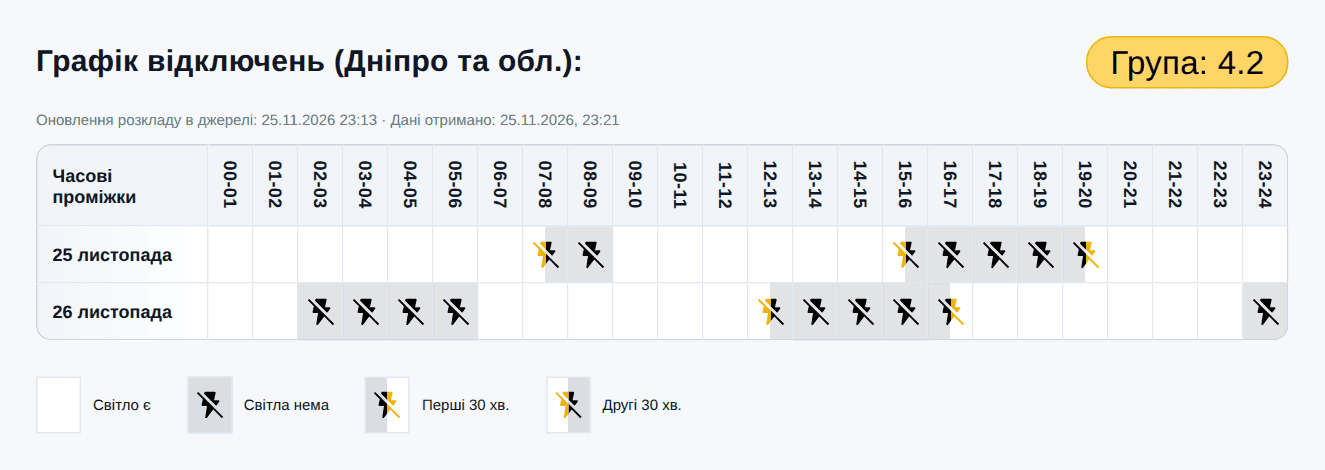 Графік відключень (Дніпро та обл.):
Група: 4.2
Оновлення розкладу в джерелі: 25.11.2026 23:13 · Дані отримано: 25.11.2026, 23:21
Часові
проміжки
00-01
01-02
02-03
03-04
04-05
05-06
06-07
07-08
08-09
09-10
10-11
11-12
12-13
13-14
14-15
15-16
16-17
17-18
18-19
19-20
20-21
21-22
22-23
23-24
25 листопада
26 листопада
Світло є
Світла нема
Перші 30 хв.
Другі 30 хв.